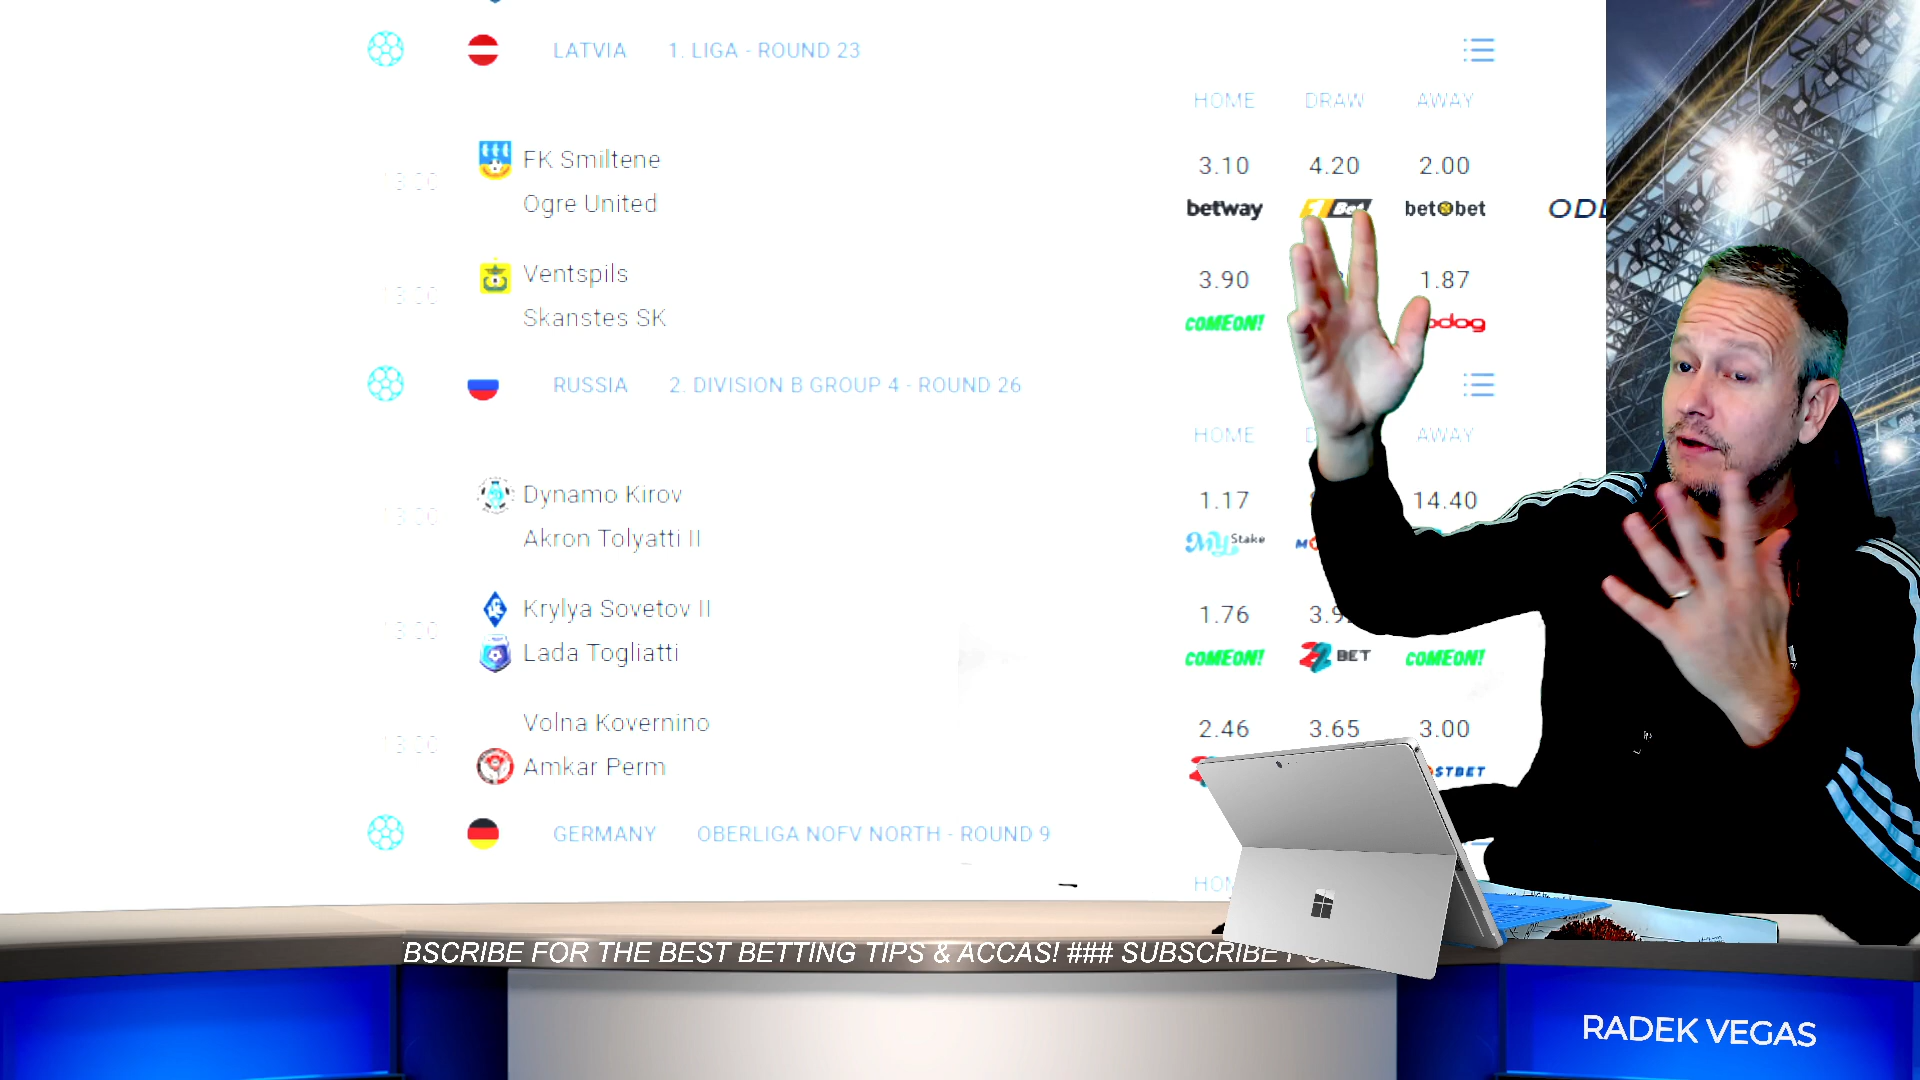 LATVIA 1. LIGA - ROUND 23
HOME DRAW AWAY
FK Smiltene 3.10 4.20 2.00
Ogre United betway 1Bet bet bet
Ventspils 3.90 1.87
Skanstes SK COMEON!
RUSSIA 2. DIVISION B GROUP 4 - ROUND 26
HOME AWAY
Dynamo Kirov 1.17 14.40
Akron Tolyatti II My Stake
Krylya Sovetov II 1.76
Lada Togliatti COMEON! 22 BET COMEON!
Volna Kovernino 2.46 3.65 3.00
Amkar Perm
GERMANY OBERLIGA NOFV NORTH - ROUND 9
BSCRIBE FOR THE BEST BETTING TIPS & ACCAS! ### SUBSCRIBE
RADEK VEGAS